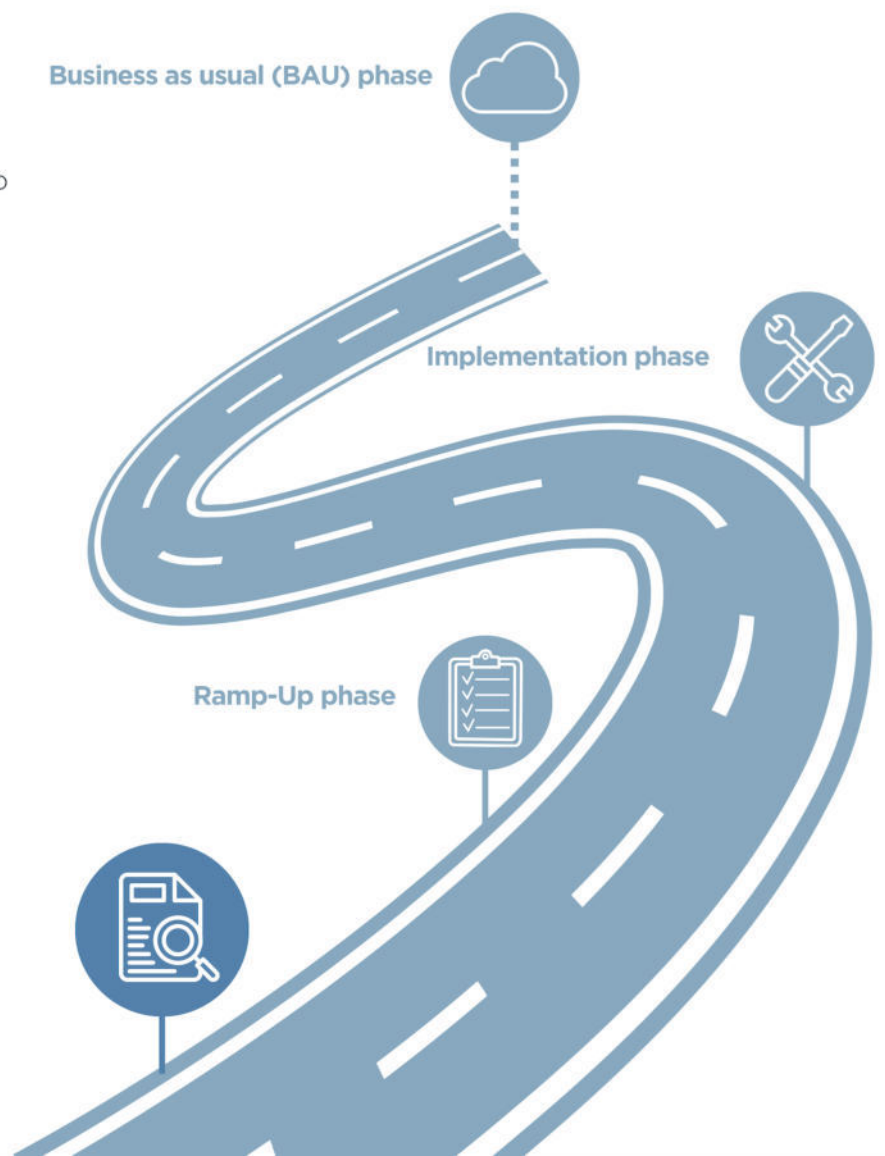 Business as usual (BAU) phase
Implementation phase
Ramp-Up phase